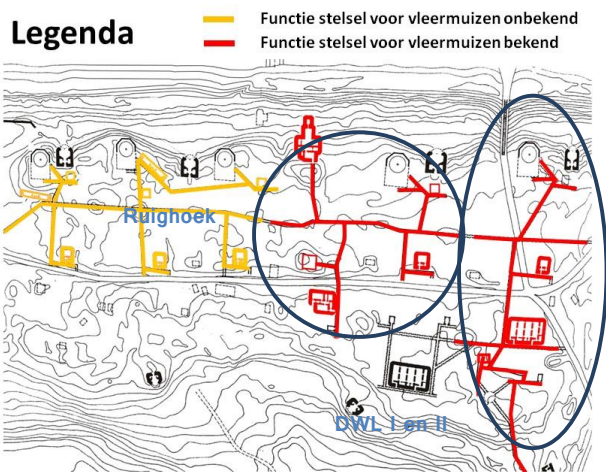 Legenda
Functie stelsel voor vleermuizen onbekend
Functie stelsel voor vleermuizen bekend
Ruighoek
DWL I en II